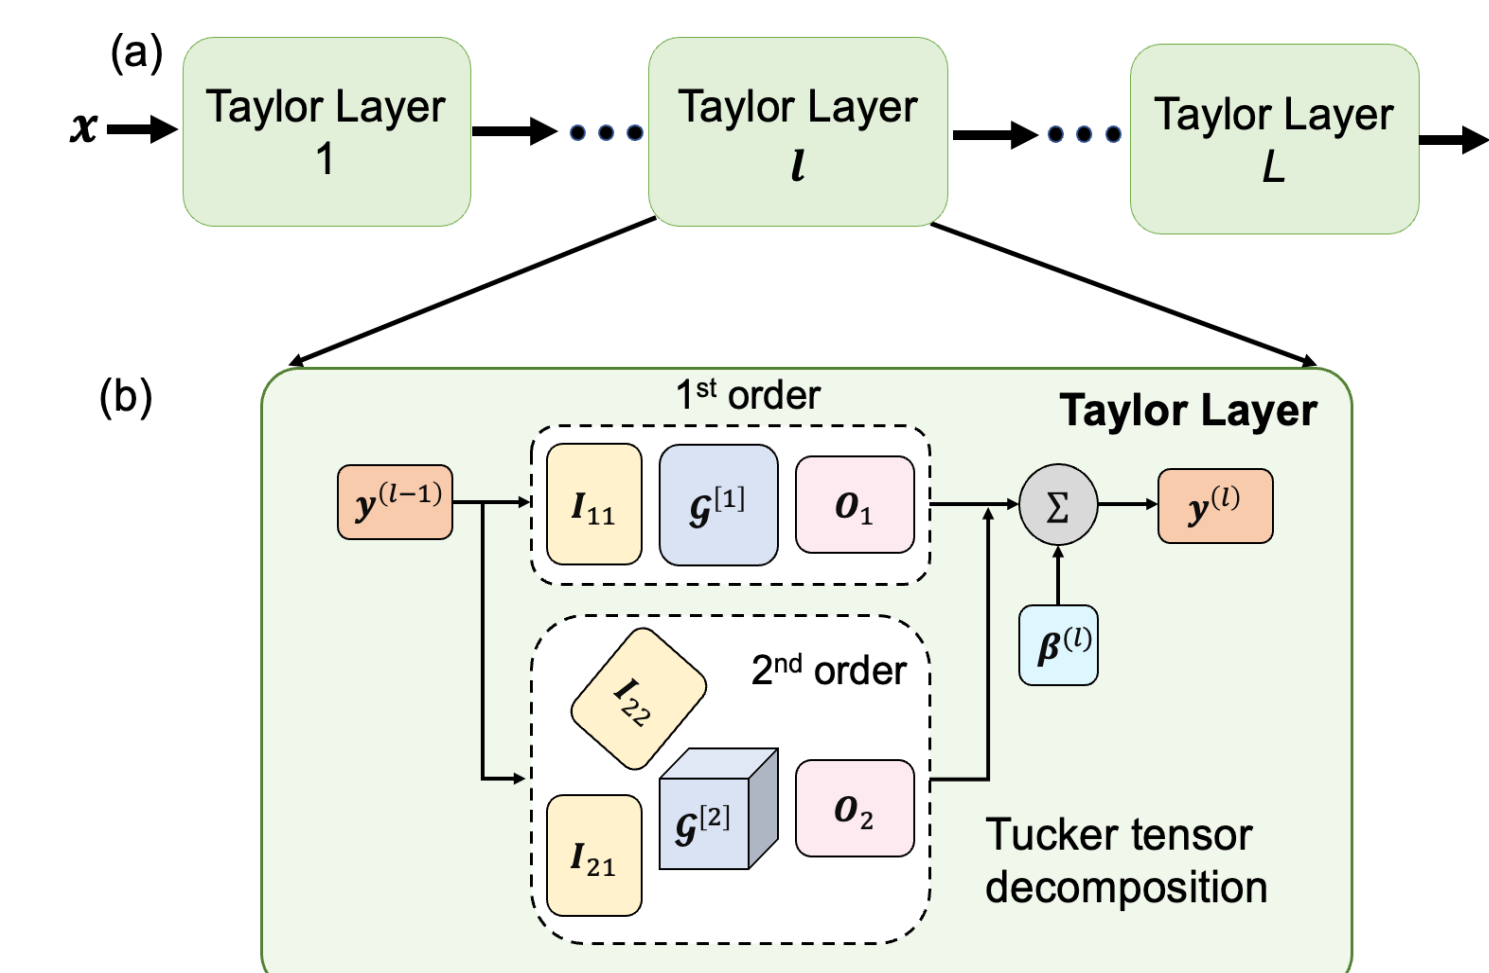 (a)
x
Taylor Layer
1
Taylor Layer
l
Taylor Layer
L
(b)
1st order
Taylor Layer
y(l−1)
I11
G[1]
O1
Σ
y(l)
β(l)
2nd order
I22
G[2]
O2
I21
Tucker tensor
decomposition